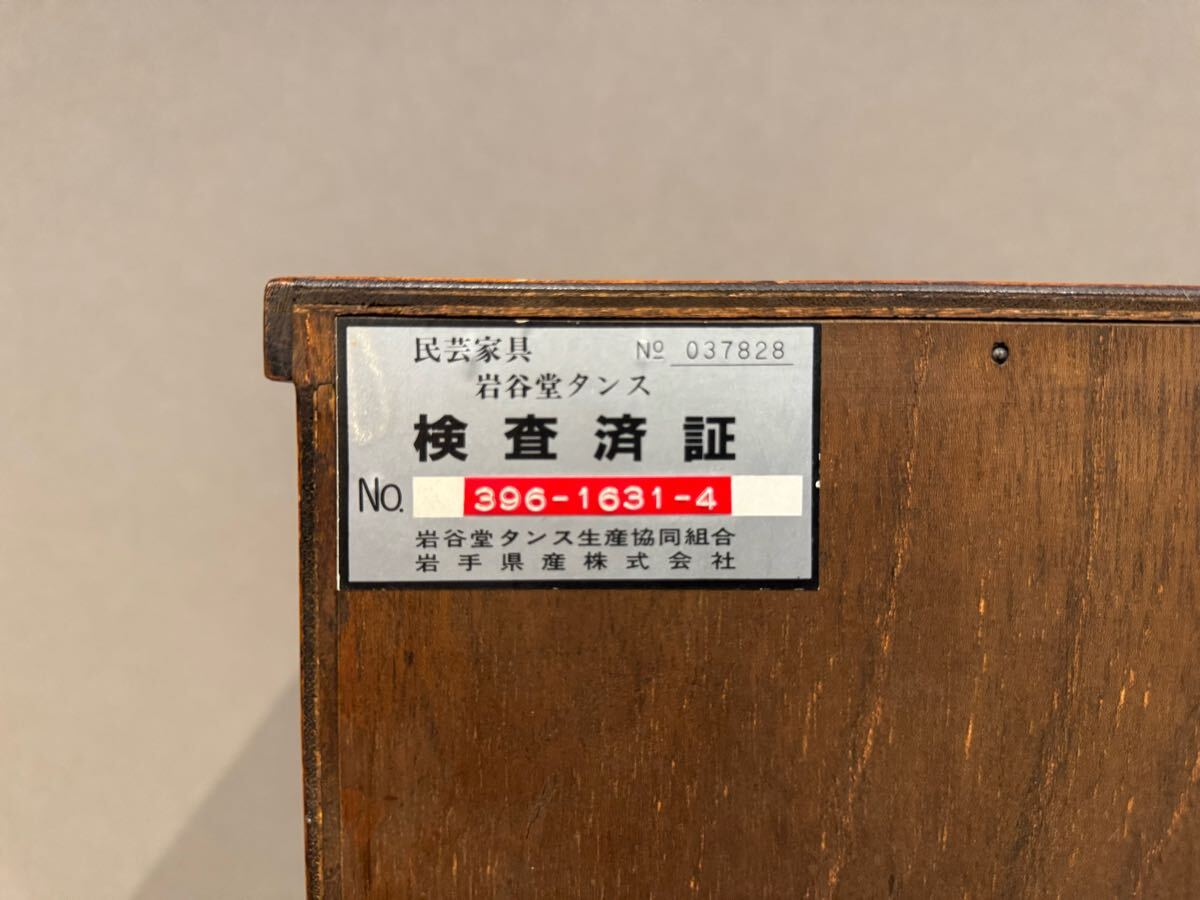 民芸家具 № 037828
岩谷堂タンス
検査済証
No. 396-1631-4
岩谷堂タンス生産協同組合
岩手県産株式会社